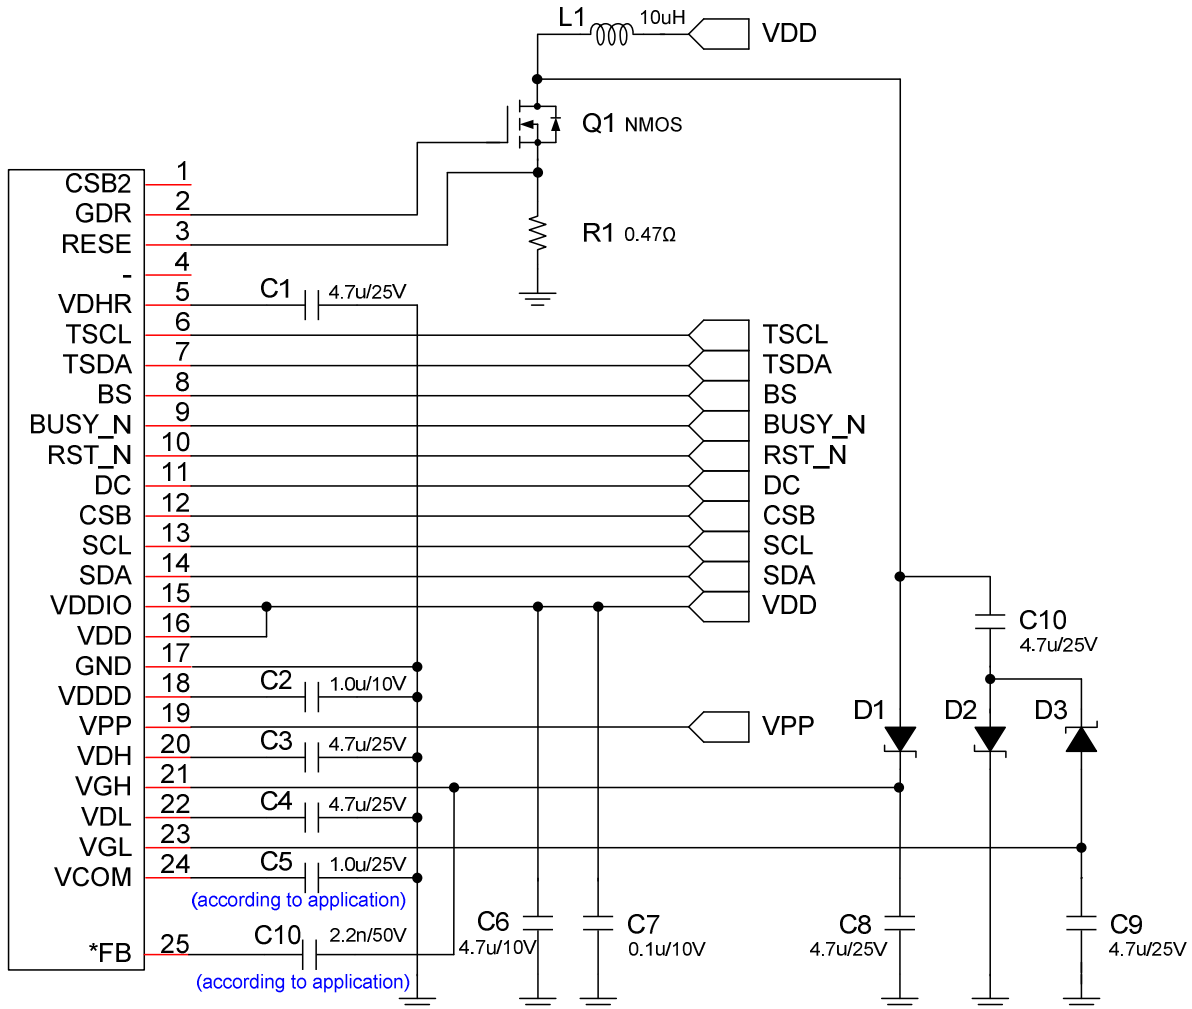 L1 10uH VDD
Q1 NMOS
CSB2 1
GDR 2
RESE 3
R1 0.47Ω
- 4
VDHR 5 C1 4.7u/25V
TSCL 6 TSCL
TSDA 7 TSDA
BS 8 BS
BUSY_N 9 BUSY_N
RST_N 10 RST_N
DC 11 DC
CSB 12 CSB
SCL 13 SCL
SDA 14 SDA
VDDIO 15 VDD
VDD 16
C10
4.7u/25V
GND 17
VDDD 18 C2 1.0u/10V
VPP 19 VPP
D1 D2 D3
VDH 20 C3 4.7u/25V
VGH 21
VDL 22 C4 4.7u/25V
VGL 23
VCOM 24 C5 1.0u/25V
(according to application)
C6 4.7u/10V
C7 0.1u/10V
C8 4.7u/25V
C9 4.7u/25V
*FB 25 C10 2.2n/50V
(according to application)